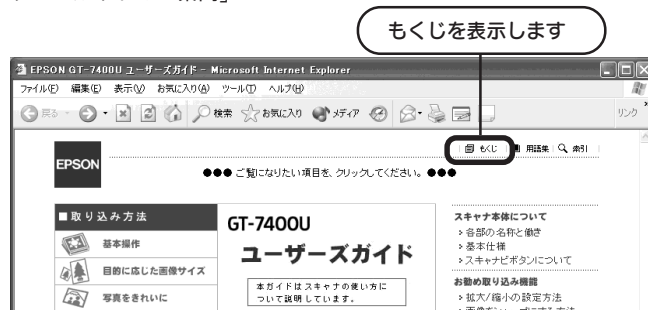 もくじを表示します
EPSON GT-7400U ユーザーズガイド - Microsoft Internet Explorer
ファイル(F) 編集(E) 表示(V) お気に入り(A) ツール(T) ヘルプ(H)
戻る 検索 お気に入り メディア リンク
もくじ 用語集 索引
EPSON
●●● ご覧になりたい項目を、クリックしてください。●●●
■取り込み方法
基本操作
目的に応じた画像サイズ
写真をきれいに
GT-7400U
ユーザーズガイド
本ガイドはスキャナの使い方に
ついて説明しています。
スキャナ本体について
>各部の名称と働き
>基本仕様
>スキャナビボタンについて
お勧め取り込み機能
>拡大/縮小の設定方法